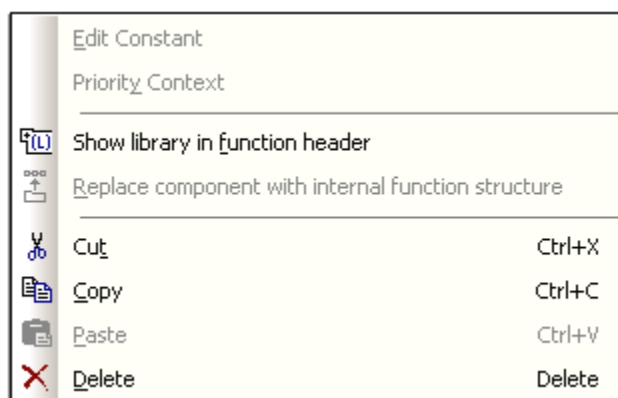 Edit Constant
Priority Context
(L) Show library in function header
Replace component with internal function structure
Cut Ctrl+X
Copy Ctrl+C
Paste Ctrl+V
Delete Delete